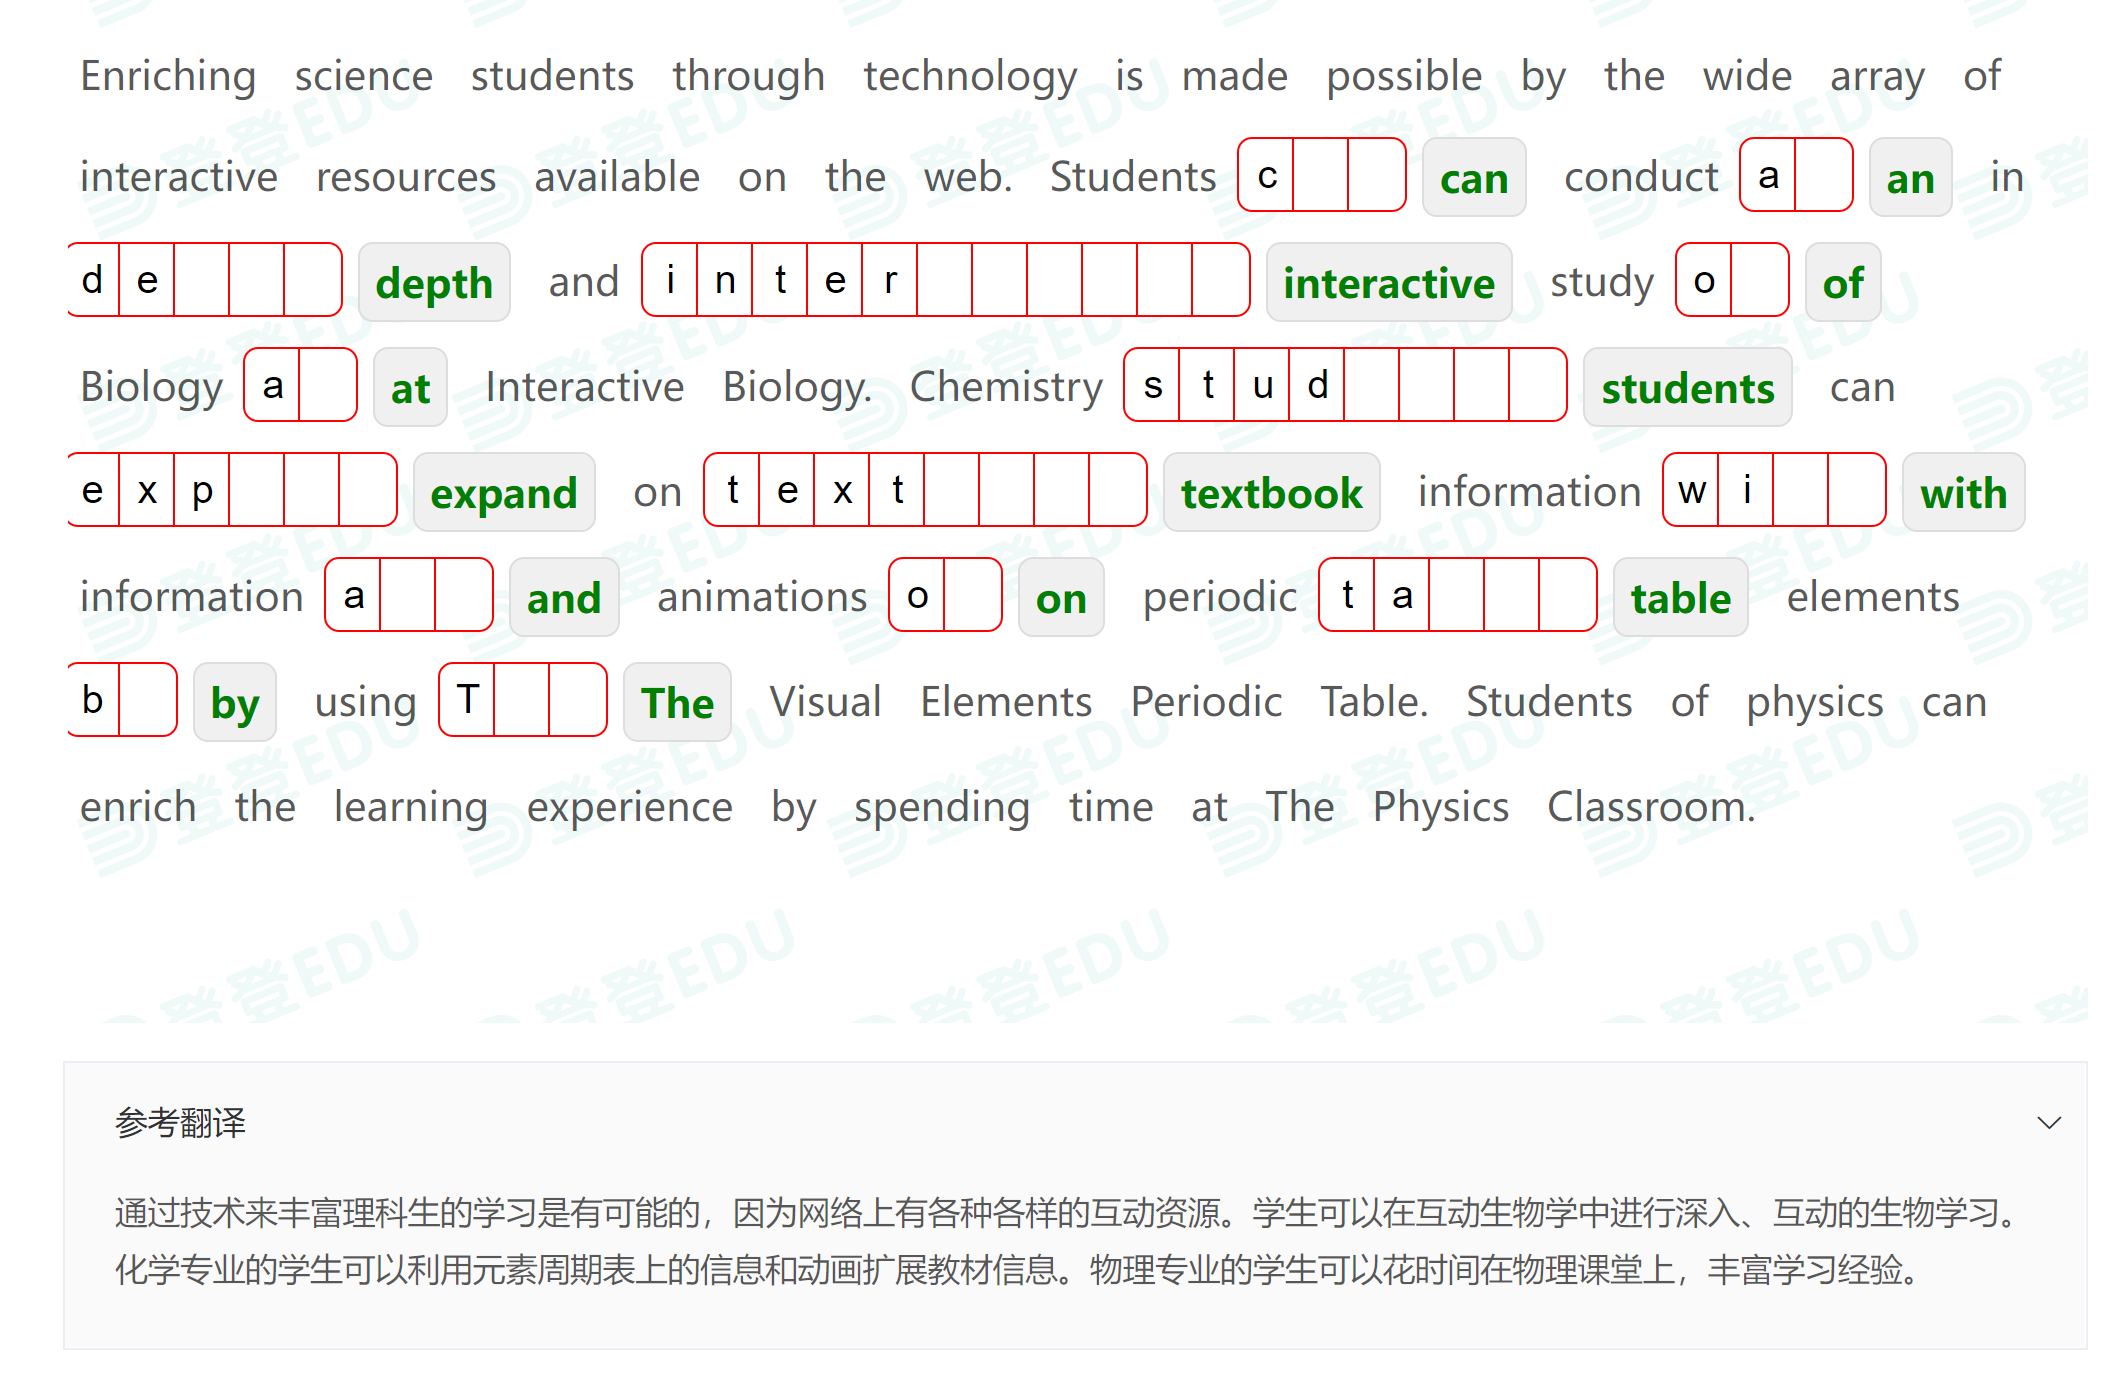 Enriching science students through technology is made possible by the wide array of
interactive resources available on the web. Students c can conduct a an in
d e depth and i n t e r interactive study o of
Biology a at Interactive Biology. Chemistry s t u d students can
e x p expand on t e x t textbook information w i with
information a and animations o on periodic t a table elements
b by using T The Visual Elements Periodic Table. Students of physics can
enrich the learning experience by spending time at The Physics Classroom.
登登EDU
参考翻译
通过技术来丰富理科生的学习是有可能的，因为网络上有各种各样的互动资源。学生可以在互动生物学中进行深入、互动的生物学习。
化学专业的学生可以利用元素周期表上的信息和动画扩展教材信息。物理专业的学生可以花时间在物理课堂上，丰富学习经验。